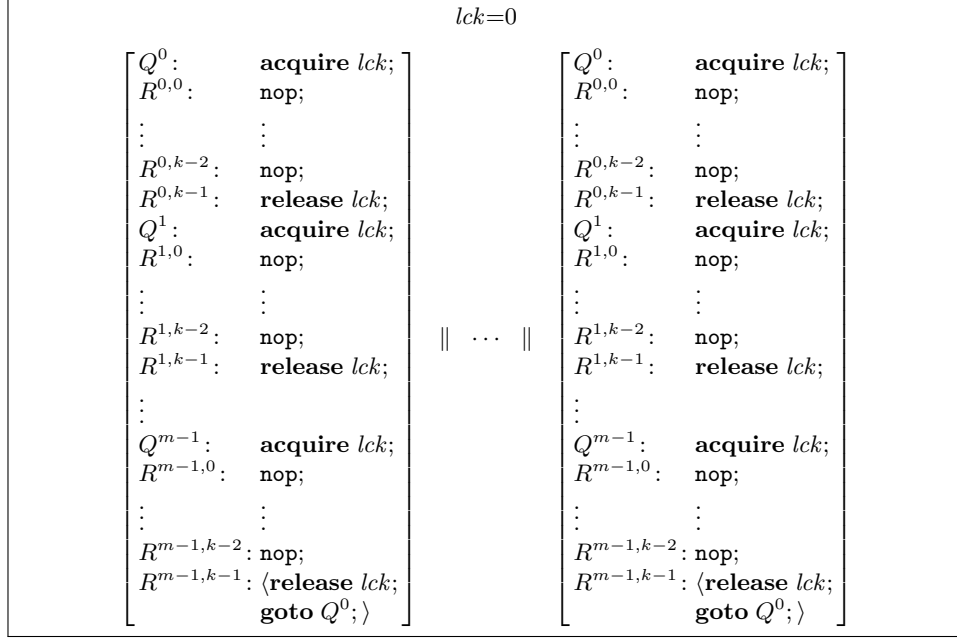 lck=0
Q^0: acquire lck; Q^0: acquire lck;
R^{0,0}: nop; R^{0,0}: nop;
⋮ ⋮ ⋮ ⋮
R^{0,k−2}: nop; R^{0,k−2}: nop;
R^{0,k−1}: release lck; R^{0,k−1}: release lck;
Q^1: acquire lck; Q^1: acquire lck;
R^{1,0}: nop; R^{1,0}: nop;
⋮ ⋮ ⋮ ⋮
R^{1,k−2}: nop; ‖ ⋯ ‖ R^{1,k−2}: nop;
R^{1,k−1}: release lck; R^{1,k−1}: release lck;
⋮ ⋮
Q^{m−1}: acquire lck; Q^{m−1}: acquire lck;
R^{m−1,0}: nop; R^{m−1,0}: nop;
⋮ ⋮ ⋮ ⋮
R^{m−1,k−2}: nop; R^{m−1,k−2}: nop;
R^{m−1,k−1}: ⟨release lck; R^{m−1,k−1}: ⟨release lck;
goto Q^0; ⟩ goto Q^0; ⟩